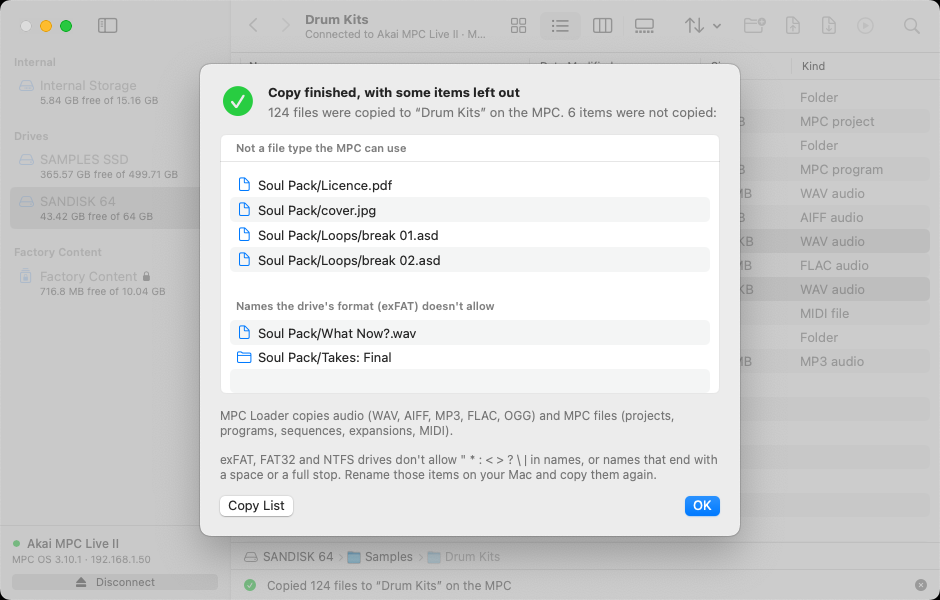 Drum Kits
Connected to Akai MPC Live II · M...
Internal
Internal Storage
5.84 GB free of 15.16 GB
Drives
SAMPLES SSD
365.57 GB free of 499.71 GB
SANDISK 64
43.42 GB free of 64 GB
Factory Content
Factory Content
716.8 MB free of 10.04 GB
Kind
Folder
MPC project
Folder
MPC program
WAV audio
AIFF audio
WAV audio
FLAC audio
WAV audio
MIDI file
Folder
MP3 audio
Copy finished, with some items left out
124 files were copied to “Drum Kits” on the MPC. 6 items were not copied:
Not a file type the MPC can use
Soul Pack/Licence.pdf
Soul Pack/cover.jpg
Soul Pack/Loops/break 01.asd
Soul Pack/Loops/break 02.asd
Names the drive's format (exFAT) doesn't allow
Soul Pack/What Now?.wav
Soul Pack/Takes: Final
MPC Loader copies audio (WAV, AIFF, MP3, FLAC, OGG) and MPC files (projects,
programs, sequences, expansions, MIDI).
exFAT, FAT32 and NTFS drives don't allow " * : < > ? \ | in names, or names that end with
a space or a full stop. Rename those items on your Mac and copy them again.
Copy List
OK
Akai MPC Live II
MPC OS 3.10.1 · 192.168.1.50
Disconnect
SANDISK 64 › Samples › Drum Kits
Copied 124 files to “Drum Kits” on the MPC